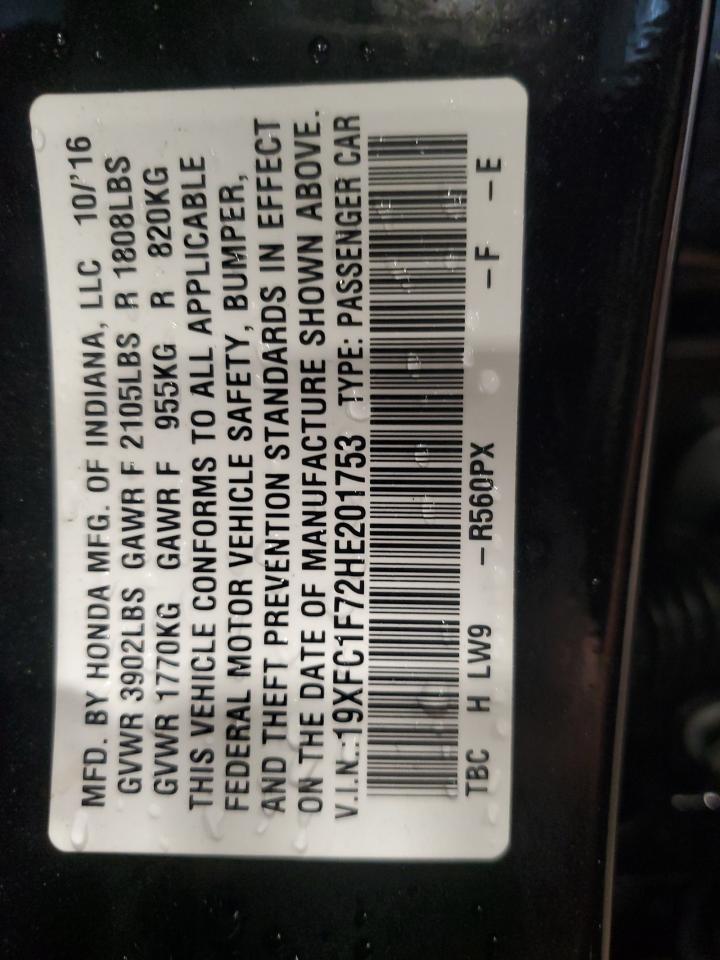 MFD. BY HONDA MFG. OF INDIANA, LLC 10/'16
GVWR 3902LBS GAWR F 2105LBS R 1808LBS
GVWR 1770KG GAWR F 955KG R 820KG
THIS VEHICLE CONFORMS TO ALL APPLICABLE
FEDERAL MOTOR VEHICLE SAFETY, BUMPER,
AND THEFT PREVENTION STANDARDS IN EFFECT
ON THE DATE OF MANUFACTURE SHOWN ABOVE.
V.I.N.:19XFC1F72HE201753 TYPE: PASSENGER CAR
TBC H LW9 -R560PX -F -E